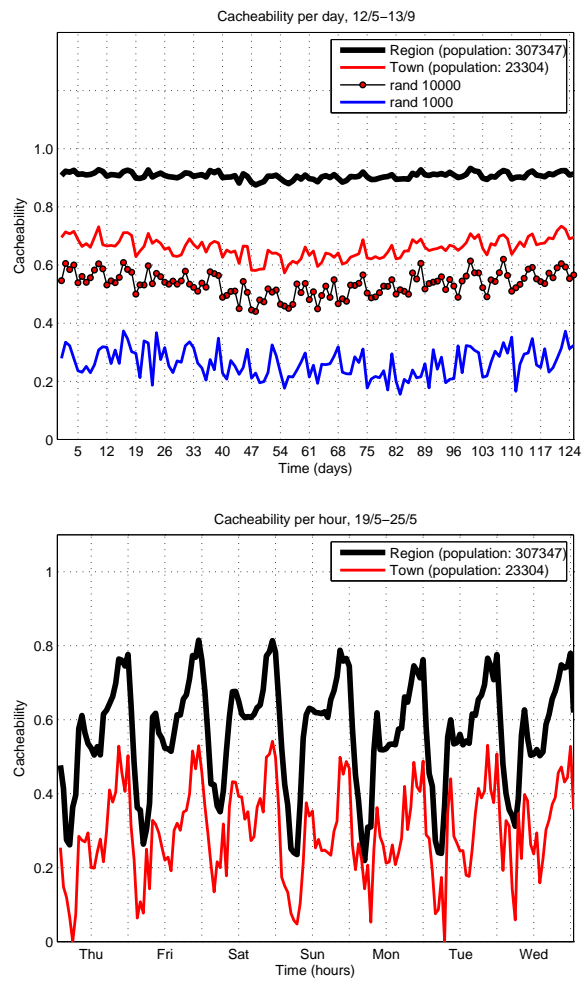 Cacheability per day, 12/5−13/9
Region (population: 307347)
Town (population: 23304)
rand 10000
rand 1000
1.0
0.8
0.6
0.4
0.2
0
Cacheability
5 12 19 26 33 40 47 54 61 68 75 82 89 96 103 110 117 124
Time (days)
Cacheability per hour, 19/5−25/5
Region (population: 307347)
Town (population: 23304)
1
0.8
0.6
0.4
0.2
0
Cacheability
Thu Fri Sat Sun Mon Tue Wed
Time (hours)